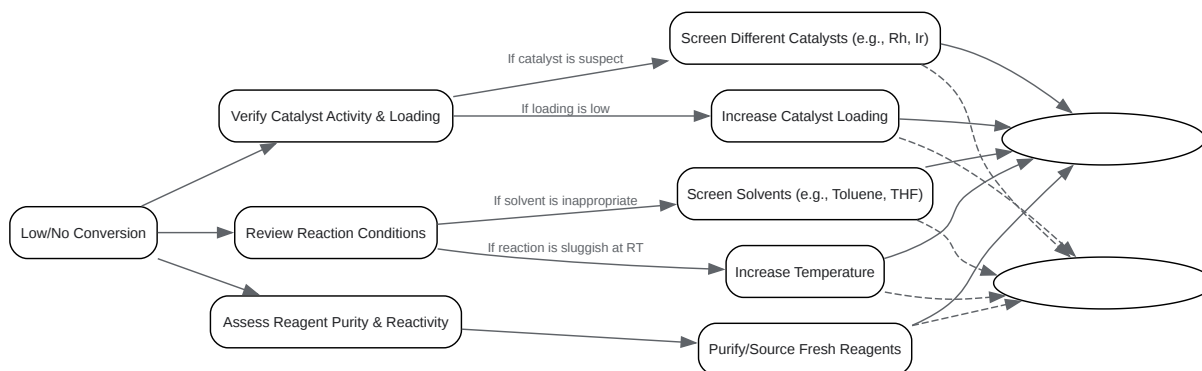 Screen Different Catalysts (e.g., Rh, Ir)
If catalyst is suspect
Verify Catalyst Activity & Loading
If loading is low
Increase Catalyst Loading
Low/No Conversion
Review Reaction Conditions
If solvent is inappropriate
Screen Solvents (e.g., Toluene, THF)
If reaction is sluggish at RT
Increase Temperature
Assess Reagent Purity & Reactivity
Purify/Source Fresh Reagents